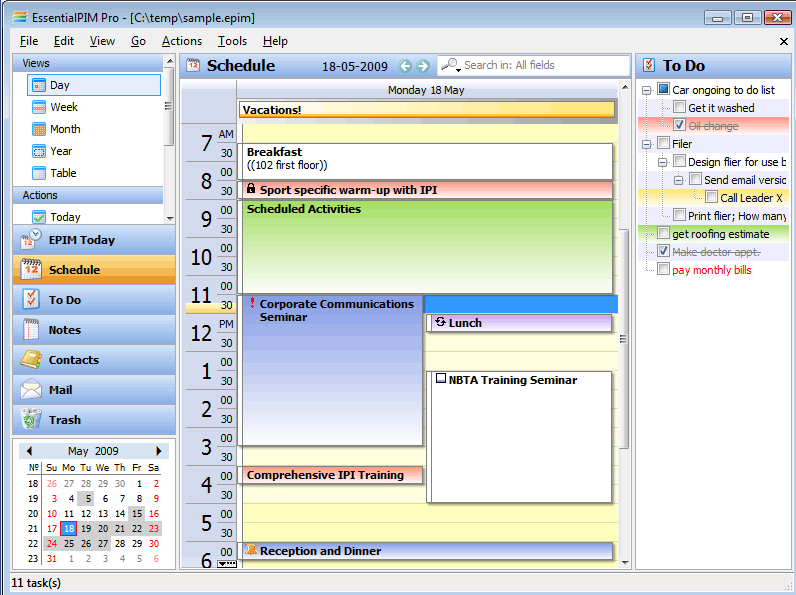 EssentialPIM Pro - [C:\temp\sample.epim]
File Edit View Go Actions Tools Help
Views
Day
Week
Month
Year
Table
Actions
Today
EPIM Today
Schedule
To Do
Notes
Contacts
Mail
Trash
May 2009
Nº Su Mo Tu We Th Fr Sa
18 26 27 28 29 30 1 2
19 3 4 5 6 7 8 9
20 10 11 12 13 14 15 16
21 17 18 19 20 21 22 23
22 24 25 26 27 28 29 30
23 31 1 2 3 4 5 6
Schedule 18-05-2009 Search in: All fields
Monday 18 May
Vacations!
7 AM
30
Breakfast
((102 first floor))
8 00
30
Sport specific warm-up with IPI
9 00
30
Scheduled Activities
10 00
30
11 00
30
Corporate Communications
Seminar
12 PM
30
Lunch
1 00
30
NBTA Training Seminar
2 00
30
3 00
30
4 00
30
Comprehensive IPI Training
5 00
30
6 00
Reception and Dinner
To Do
Car ongoing to do list
Get it washed
Oil change
Filer
Design flier for use b
Send email versio
Call Leader X
Print flier; How many
get roofing estimate
Make doctor appt.
pay monthly bills
11 task(s)